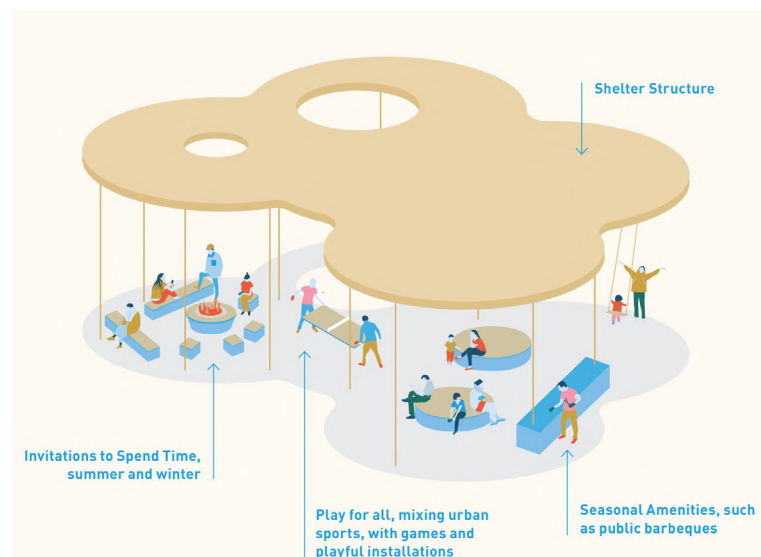 Shelter Structure
Invitations to Spend Time,
summer and winter
Play for all, mixing urban
sports, with games and
playful installations
Seasonal Amenities, such
as public barbeques